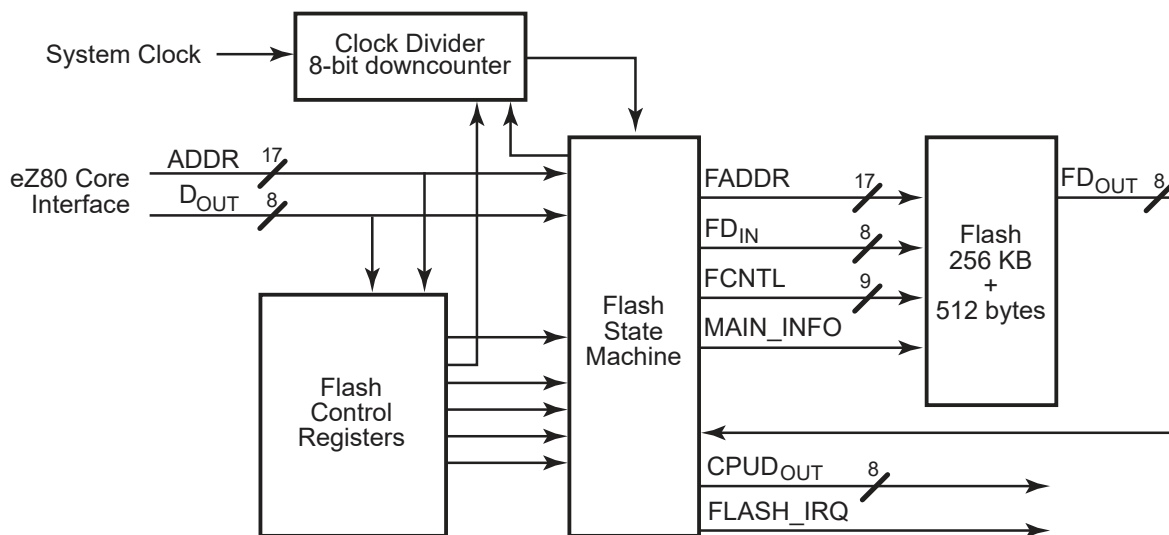 System Clock
Clock Divider
8-bit downcounter
eZ80 Core
Interface
ADDR
17
DOUT
8
Flash
Control
Registers
Flash
State
Machine
FADDR
17
FDIN
8
FCNTL
9
MAIN_INFO
Flash
256 KB
+
512 bytes
FDOUT
8
CPUDOUT
8
FLASH_IRQ